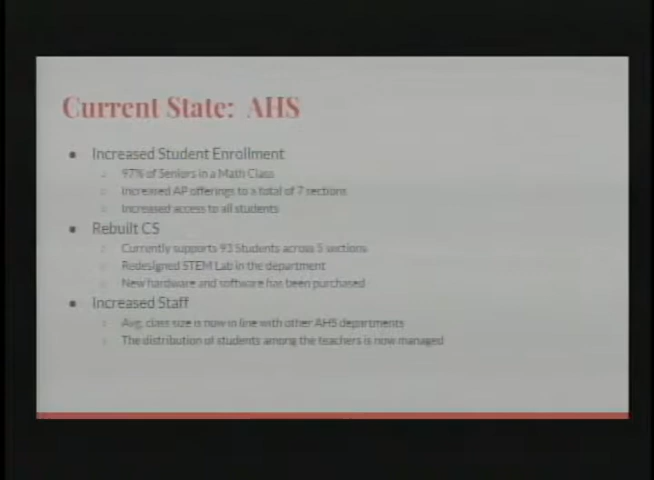 Current State: AHS
● Increased Student Enrollment
○ 97% of Seniors in a Math Class
○ Increased AP offerings to a total of 7 sections
○ Increased access to all students
● Rebuilt CS
○ Currently supports 93 Students across 5 sections
○ Redesigned STEM Lab in the department
○ New hardware and software has been purchased
● Increased Staff
○ Avg. class size is now in line with other AHS departments
○ The distribution of students among the teachers is now managed